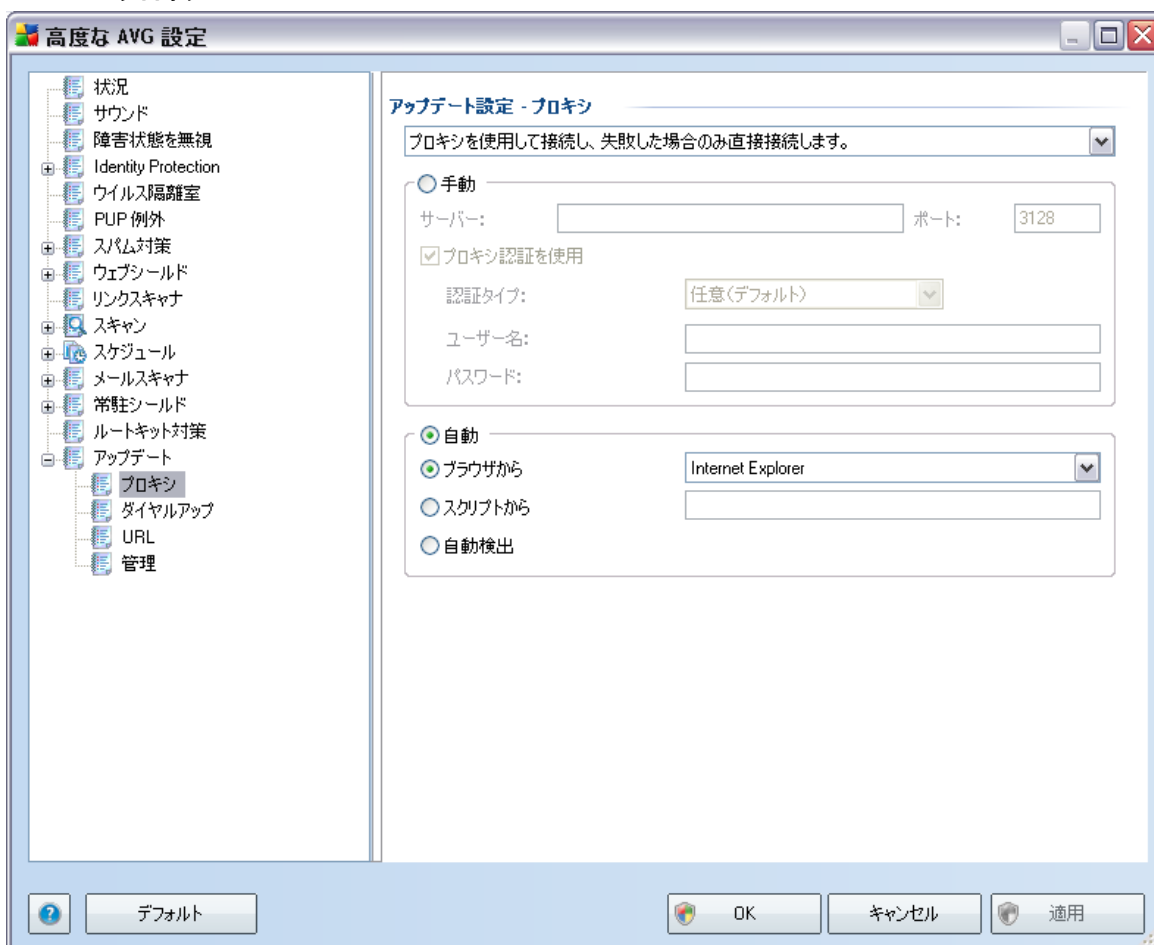 高度な AVG 設定
状況
サウンド
障害状態を無視
Identity Protection
ウイルス隔離室
PUP 例外
スパム対策
ウェブシールド
リンクスキャナ
スキャン
スケジュール
メールスキャナ
常駐シールド
ルートキット対策
アップデート
プロキシ
ダイヤルアップ
URL
管理
アップデート設定 - プロキシ
プロキシを使用して接続し、失敗した場合のみ直接接続します。
手動
サーバー: ポート: 3128
プロキシ認証を使用
認証タイプ: 任意(デフォルト)
ユーザー名:
パスワード:
自動
ブラウザから Internet Explorer
スクリプトから
自動検出
デフォルト OK キャンセル 適用